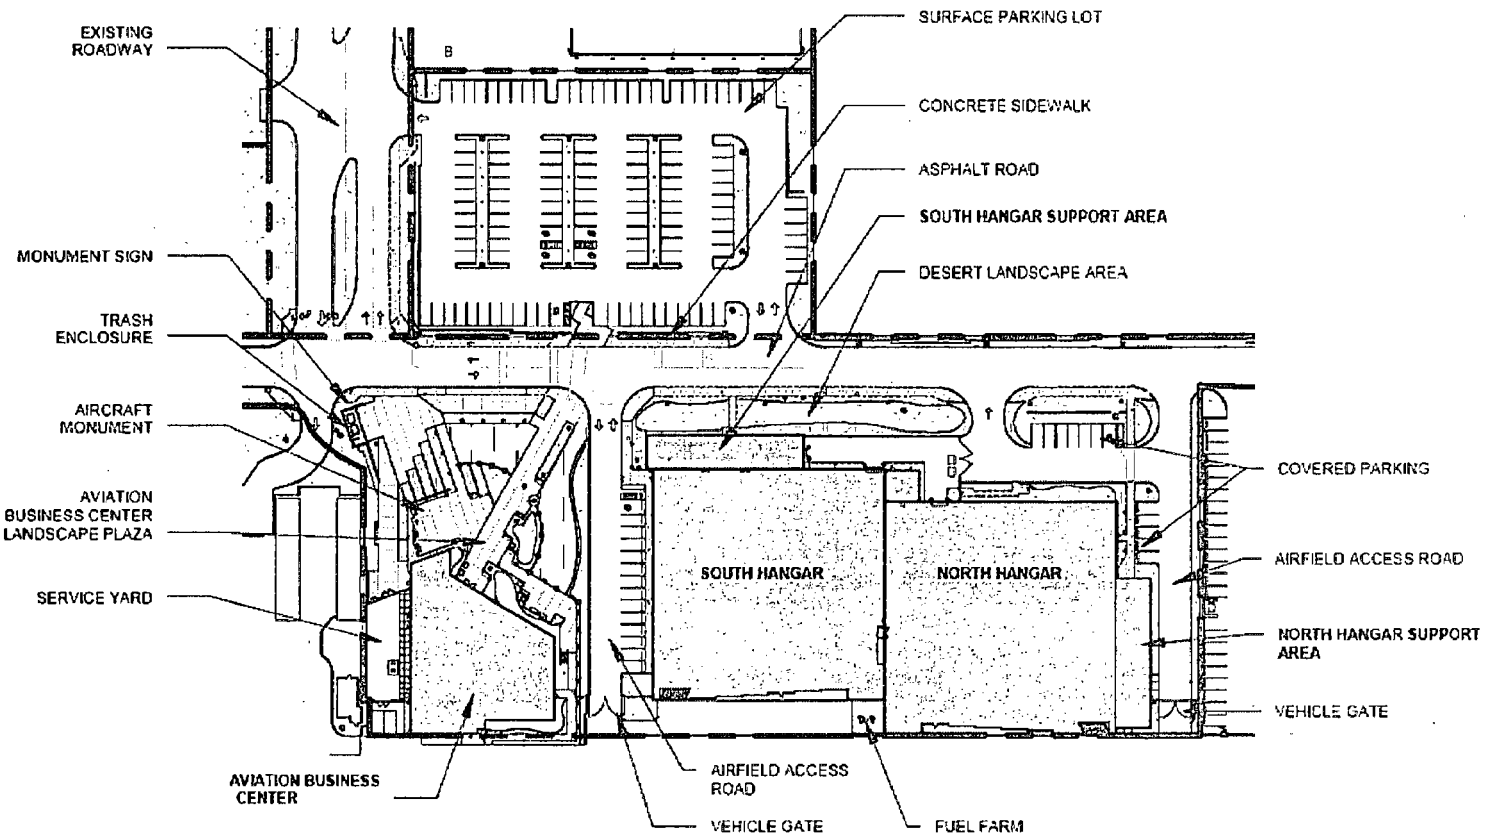 SURFACE PARKING LOT
EXISTING
ROADWAY
B
CONCRETE SIDEWALK
ASPHALT ROAD
SOUTH HANGAR SUPPORT AREA
MONUMENT SIGN
DESERT LANDSCAPE AREA
TRASH
ENCLOSURE
AIRCRAFT
MONUMENT
COVERED PARKING
AVIATION
BUSINESS CENTER
LANDSCAPE PLAZA
AIRFIELD ACCESS ROAD
SOUTH HANGAR
NORTH HANGAR
SERVICE YARD
NORTH HANGAR SUPPORT
AREA
VEHICLE GATE
AVIATION BUSINESS
CENTER
AIRFIELD ACCESS
ROAD
VEHICLE GATE
FUEL FARM